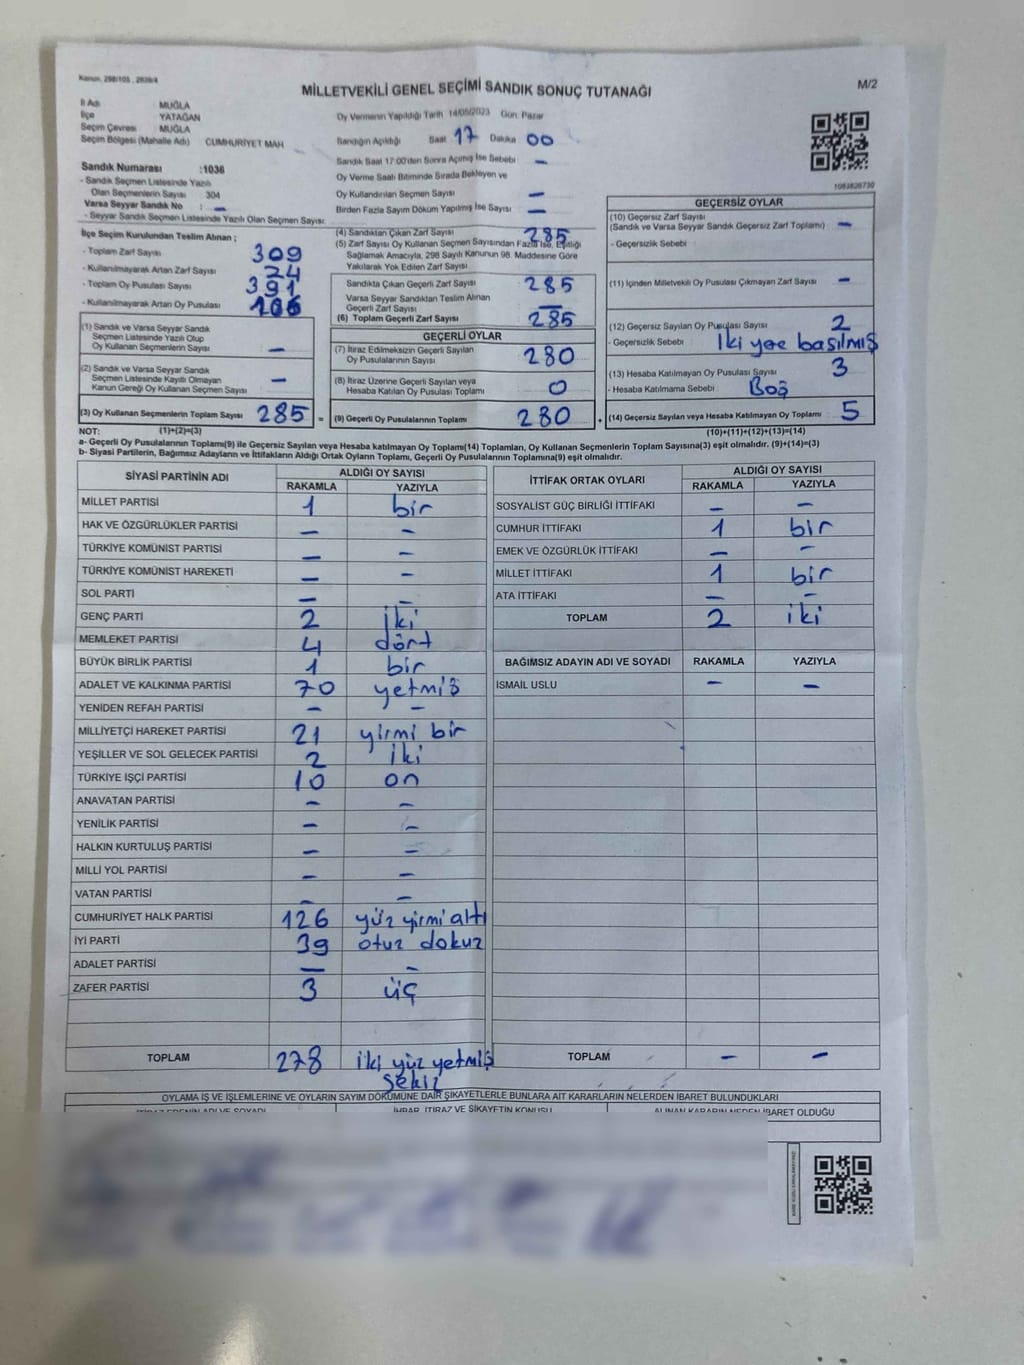 Kanun, 298/105 , 2839/4
MİLLETVEKİLİ GENEL SEÇİMİ SANDIK SONUÇ TUTANAĞI
M/2
İl Adı MUĞLA
İlçe YATAĞAN
Seçim Çevresi MUĞLA
Seçim Bölgesi (Mahalle Adı) CUMHURİYET MAH
Sandık Numarası :1036
- Sandık Seçmen Listesinde Yazılı
Olan Seçmenlerin Sayısı 304
Varsa Seyyar Sandık No : –
- Seyyar Sandık Seçmen Listesinde Yazılı Olan Seçmen Sayısı:
Oy Vermenin Yapıldığı Tarih 14/05/2023 Gün: Pazar
Sandığın Açıldığı Saat 17 Dakika 00
Sandık Saat 17:00'den Sonra Açılmış İse Sebebi –
Oy Verme Saati Bitiminde Sırada Bekleyen ve
Oy Kullandırılan Seçmen Sayısı –
Birden Fazla Sayım Döküm Yapılmış İse Sayısı –
1083826730
İlçe Seçim Kurulundan Teslim Alınan ;
- Toplam Zarf Sayısı 309
- Kullanılmayarak Artan Zarf Sayısı 24
- Toplam Oy Pusulası Sayısı 391
- Kullanılmayarak Artan Oy Pusulası 106
(1) Sandık ve Varsa Seyyar Sandık
Seçmen Listesinde Yazılı Olup
Oy Kullanan Seçmenlerin Sayısı –
(2) Sandık ve Varsa Seyyar Sandık
Seçmen Listesinde Kayıtlı Olmayan
Kanun Gereği Oy Kullanan Seçmen Sayısı –
(3) Oy Kullanan Seçmenlerin Toplam Sayısı 285 =
(4) Sandıktan Çıkan Zarf Sayısı 285
(5) Zarf Sayısı Oy Kullanan Seçmen Sayısından Fazla İse, Eşitliği
Sağlamak Amacıyla, 298 Sayılı Kanunun 98. Maddesine Göre
Yakılarak Yok Edilen Zarf Sayısı
Sandıkta Çıkan Geçerli Zarf Sayısı 285
Varsa Seyyar Sandıktan Teslim Alınan
Geçerli Zarf Sayısı –
(6) Toplam Geçerli Zarf Sayısı 285
GEÇERLİ OYLAR
(7) İtiraz Edilmeksizin Geçerli Sayılan
Oy Pusulalarının Sayısı 280
(8) İtiraz Üzerine Geçerli Sayılan veya
Hesaba Katılan Oy Pusulası Toplamı 0
(9) Geçerli Oy Pusulalarının Toplamı 280 +
GEÇERSİZ OYLAR
(10) Geçersiz Zarf Sayısı
(Sandık ve Varsa Seyyar Sandık Geçersiz Zarf Toplamı) –
- Geçersizlik Sebebi :
(11) İçinden Milletvekili Oy Pusulası Çıkmayan Zarf Sayısı –
(12) Geçersiz Sayılan Oy Pusulası Sayısı 2
- Geçersizlik Sebebi : İki yere basılmış
(13) Hesaba Katılmayan Oy Pusulası Sayısı 3
- Hesaba Katılmama Sebebi : Boş
(14) Geçersiz Sayılan veya Hesaba Katılmayan Oy Toplamı 5
NOT: (1)+(2)=(3) (10)+(11)+(12)+(13)=(14)
a- Geçerli Oy Pusulalarının Toplamı(9) ile Geçersiz Sayılan veya Hesaba katılmayan Oy Toplamı(14) Toplamları, Oy Kullanan Seçmenlerin Toplam Sayısına(3) eşit olmalıdır. (9)+(14)=(3)
b- Siyasi Partilerin, Bağımsız Adayların ve İttifakların Aldığı Oyların Toplamı, Geçerli Oy Pusulalarının Toplamına(9) eşit olmalıdır.
SİYASİ PARTİNİN ADI ALDIĞI OY SAYISI
RAKAMLA YAZIYLA
MİLLET PARTİSİ 1 bir
HAK VE ÖZGÜRLÜKLER PARTİSİ – –
TÜRKİYE KOMÜNİST PARTİSİ – –
TÜRKİYE KOMÜNİST HAREKETİ – –
SOL PARTİ – –
GENÇ PARTİ 2 iki
MEMLEKET PARTİSİ 4 dört
BÜYÜK BİRLİK PARTİSİ 1 bir
ADALET VE KALKINMA PARTİSİ 70 yetmiş
YENİDEN REFAH PARTİSİ – –
MİLLİYETÇİ HAREKET PARTİSİ 21 yirmi bir
YEŞİLLER VE SOL GELECEK PARTİSİ 2 iki
TÜRKİYE İŞÇİ PARTİSİ 10 on
ANAVATAN PARTİSİ – –
YENİLİK PARTİSİ – –
HALKIN KURTULUŞ PARTİSİ – –
MİLLİ YOL PARTİSİ – –
VATAN PARTİSİ – –
CUMHURİYET HALK PARTİSİ 126 yüz yirmi altı
İYİ PARTİ 39 otuz dokuz
ADALET PARTİSİ – –
ZAFER PARTİSİ 3 üç
TOPLAM 278 iki yüz yetmiş
sekiz
İTTİFAK ORTAK OYLARI ALDIĞI OY SAYISI
RAKAMLA YAZIYLA
SOSYALİST GÜÇ BİRLİĞİ İTTİFAKI – –
CUMHUR İTTİFAKI 1 bir
EMEK VE ÖZGÜRLÜK İTTİFAKI – –
MİLLET İTTİFAKI 1 bir
ATA İTTİFAKI – –
TOPLAM 2 iki
BAĞIMSIZ ADAYIN ADI VE SOYADI RAKAMLA YAZIYLA
İSMAİL USLU – –
TOPLAM – –
OYLAMA İŞ VE İŞLEMLERİNE VE OYLARIN SAYIM DÖKÜMÜNE DAİR ŞİKAYETLERLE BUNLARA AİT KARARLARIN NELERDEN İBARET BULUNDUKLARI
İTİRAZ EDENİN ADI VE SOYADI İHBAR, İTİRAZ VE ŞİKAYETİN KONUSU ALINAN KARARIN NEDEN İBARET OLDUĞU